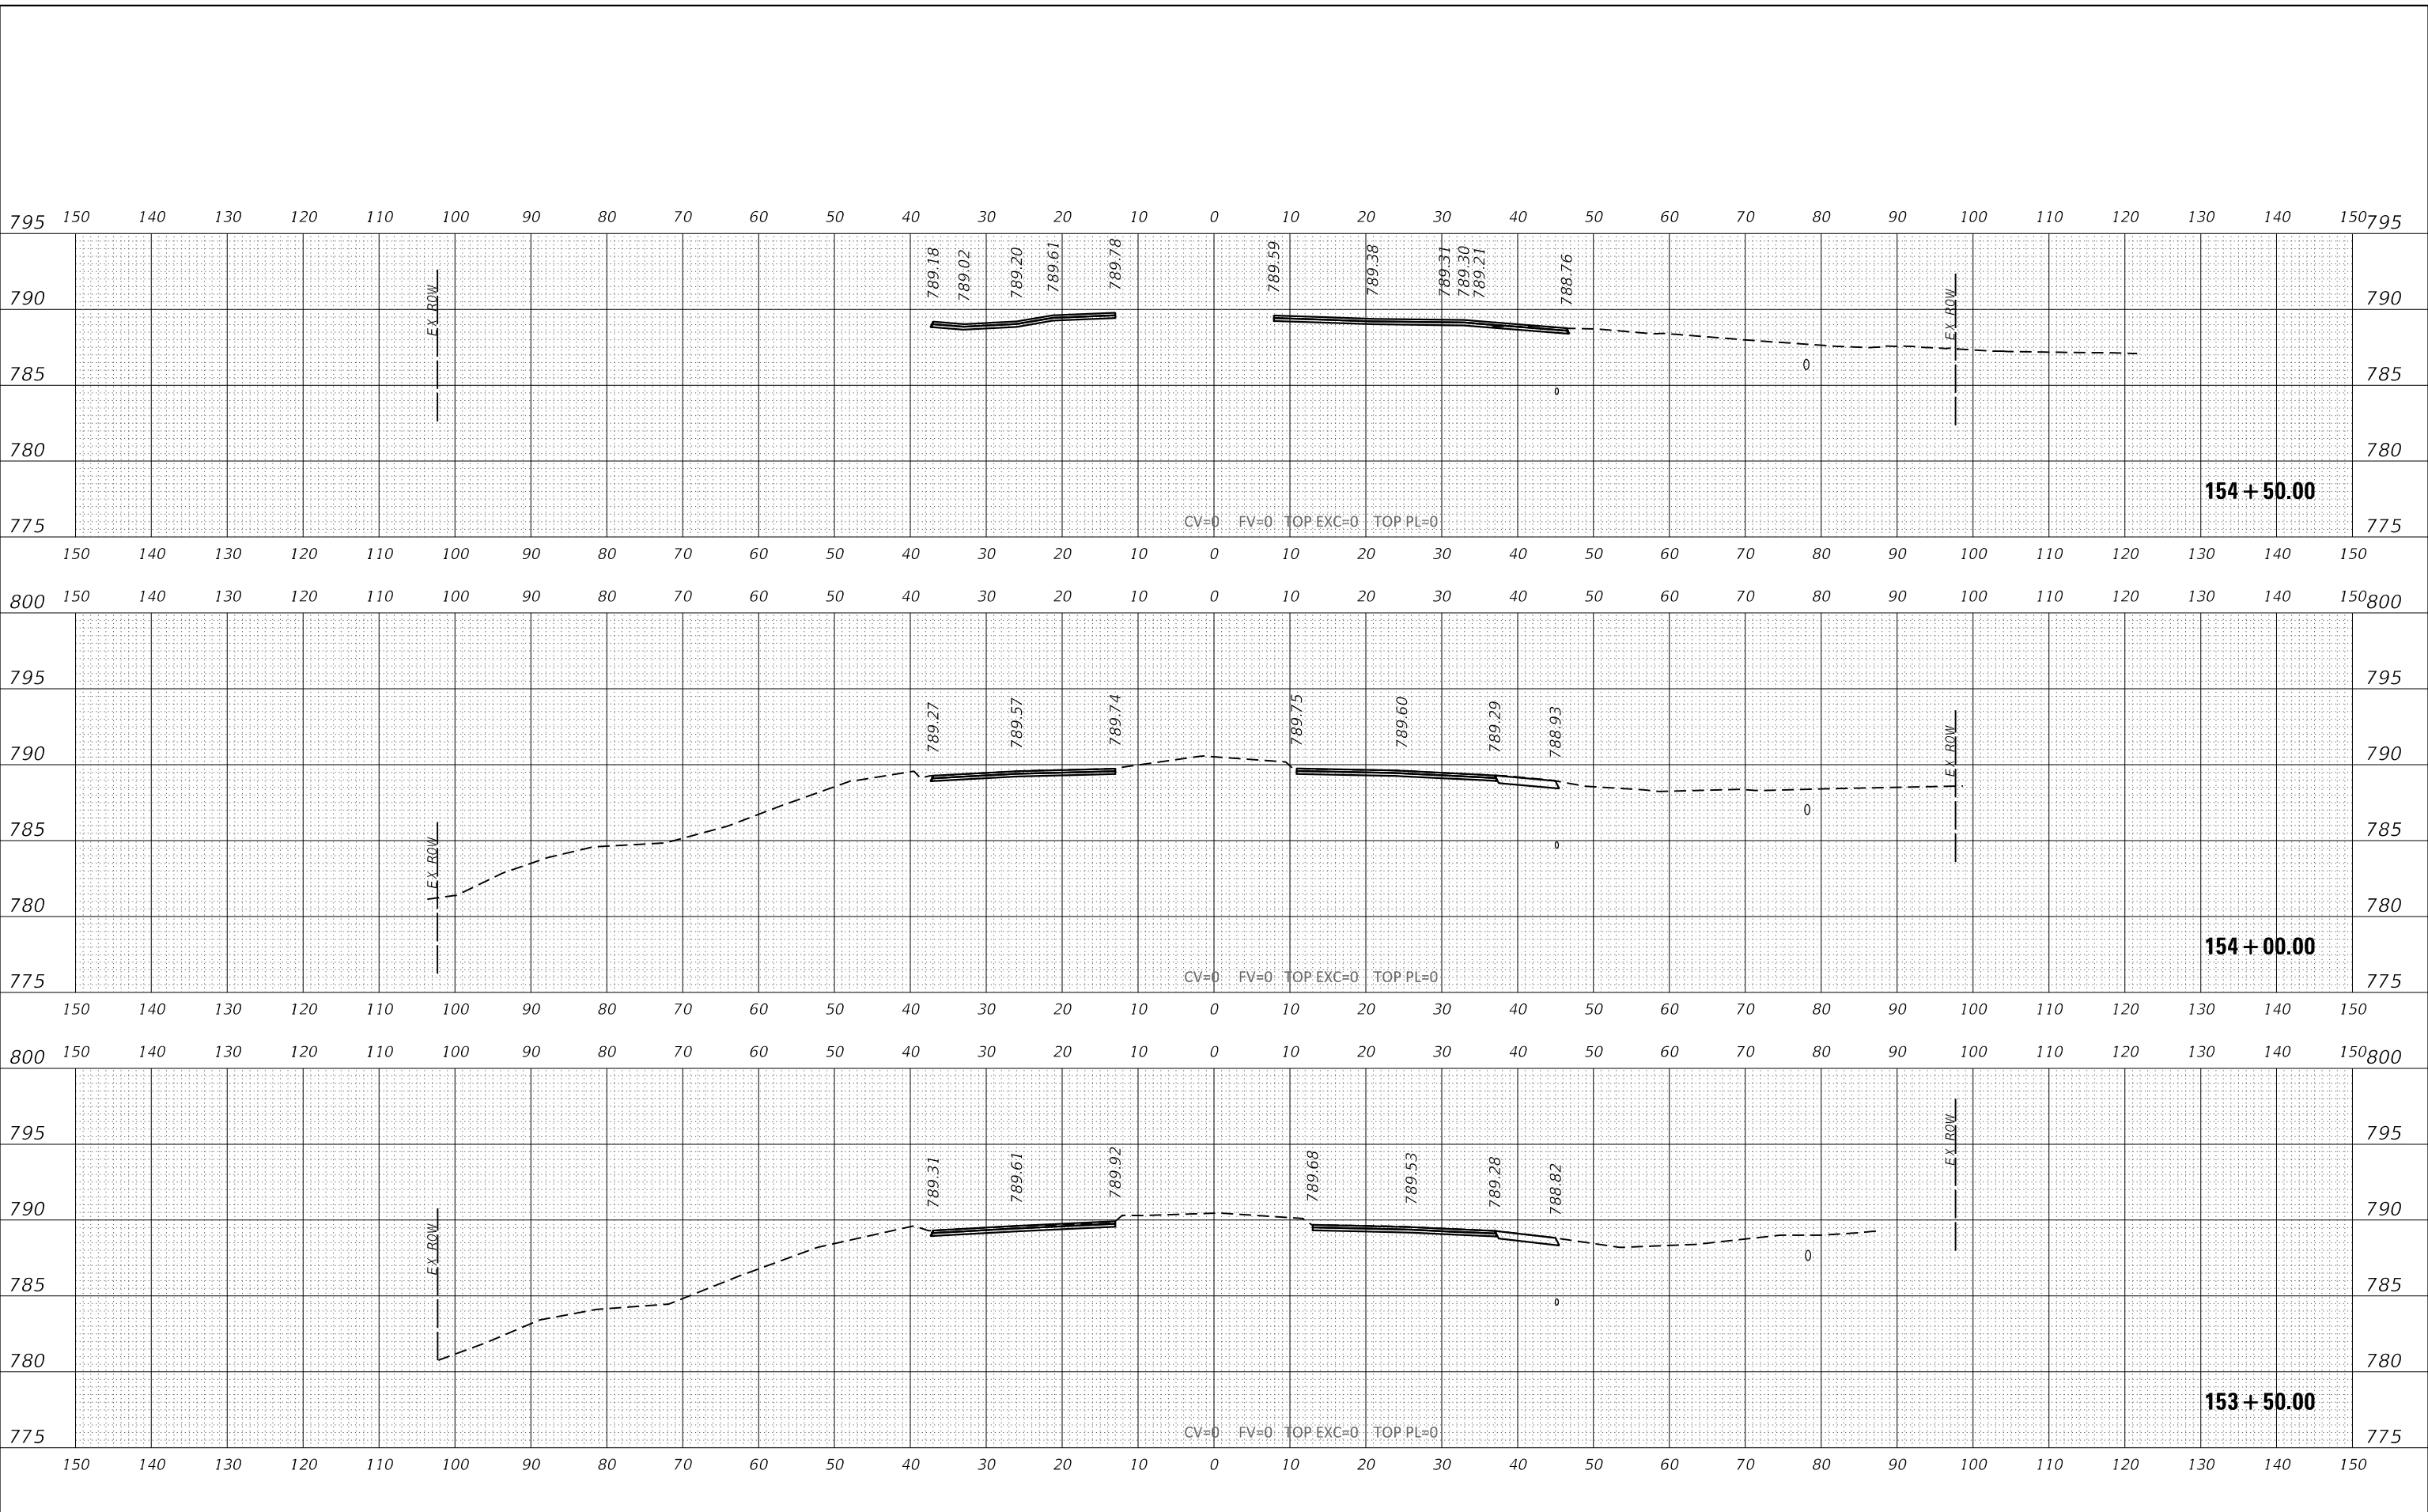 150 140 130 120 110 100 90 80 70 60 50 40 30 20 10 0 10 20 30 40 50 60 70 80 90 100 110 120 130 140 150
795 795
789.18 789.02 789.20 789.61 789.78 789.59 789.38 789.31 789.30 789.21 788.76
EX ROW EX ROW
790 790
785 785
780 780
154+50.00
775 CV=0 FV=0 TOP EXC=0 TOP PL=0 775
150 140 130 120 110 100 90 80 70 60 50 40 30 20 10 0 10 20 30 40 50 60 70 80 90 100 110 120 130 140 150
150 140 130 120 110 100 90 80 70 60 50 40 30 20 10 0 10 20 30 40 50 60 70 80 90 100 110 120 130 140 150
800 800
795 795
789.27 789.57 789.74 789.75 789.60 789.29 788.93
790 EX ROW 790
785 785
EX ROW
780 780
154+00.00
775 CV=0 FV=0 TOP EXC=0 TOP PL=0 775
150 140 130 120 110 100 90 80 70 60 50 40 30 20 10 0 10 20 30 40 50 60 70 80 90 100 110 120 130 140 150
150 140 130 120 110 100 90 80 70 60 50 40 30 20 10 0 10 20 30 40 50 60 70 80 90 100 110 120 130 140 150
800 800
795 EX ROW 795
789.31 789.61 789.92 789.68 789.53 789.28 788.82
790 790
EX ROW
785 785
780 780
153+50.00
775 CV=0 FV=0 TOP EXC=0 TOP PL=0 775
150 140 130 120 110 100 90 80 70 60 50 40 30 20 10 0 10 20 30 40 50 60 70 80 90 100 110 120 130 140 150